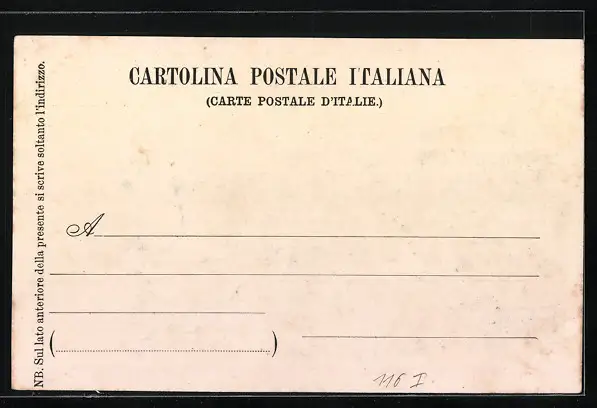 CARTOLINA POSTALE ITALIANA
(CARTE POSTALE D'ITALIE.)
NB. Sul lato anteriore della presente si scrive soltanto l'indirizzo.
A
( )
116 I